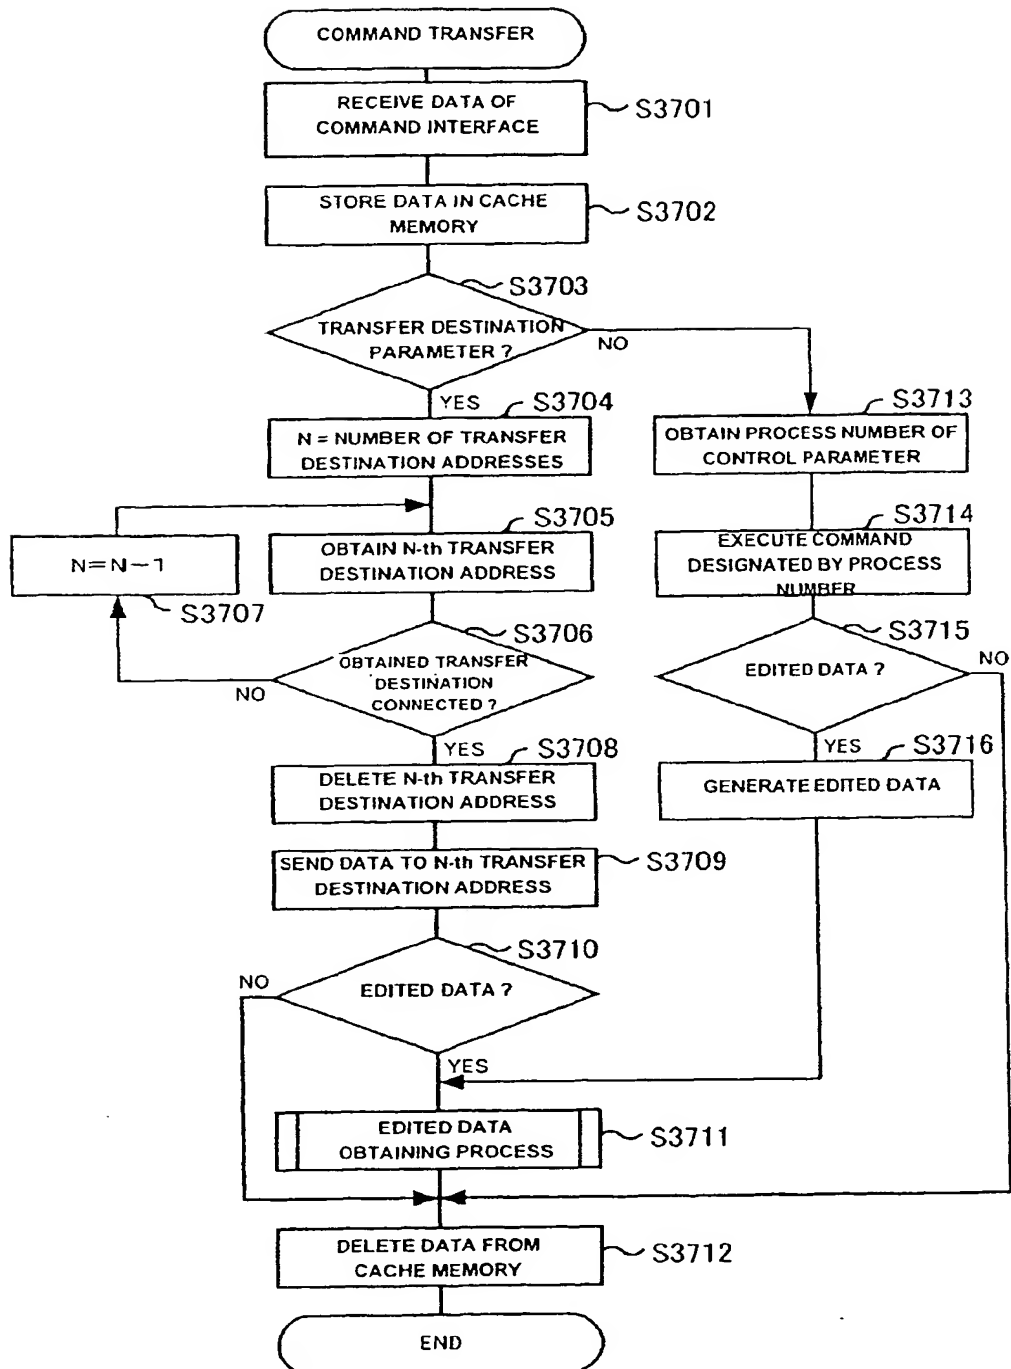 COMMAND TRANSFER
RECEIVE DATA OF
COMMAND INTERFACE
S3701
STORE DATA IN CACHE
MEMORY
S3702
S3703
TRANSFER DESTINATION
PARAMETER ?
NO
YES
S3704
N = NUMBER OF TRANSFER
DESTINATION ADDRESSES
S3713
OBTAIN PROCESS NUMBER OF
CONTROL PARAMETER
S3705
OBTAIN N-th TRANSFER
DESTINATION ADDRESS
S3714
EXECUTE COMMAND
DESIGNATED BY PROCESS
NUMBER
N=N-1
S3707
S3706
OBTAINED TRANSFER
DESTINATION
CONNECTED ?
NO
YES
S3715
EDITED DATA ?
NO
YES
S3708
DELETE N-th TRANSFER
DESTINATION ADDRESS
S3716
GENERATE EDITED DATA
SEND DATA TO N-th TRANSFER
DESTINATION ADDRESS
S3709
S3710
EDITED DATA ?
NO
YES
EDITED DATA
OBTAINING PROCESS
S3711
DELETE DATA FROM
CACHE MEMORY
S3712
END